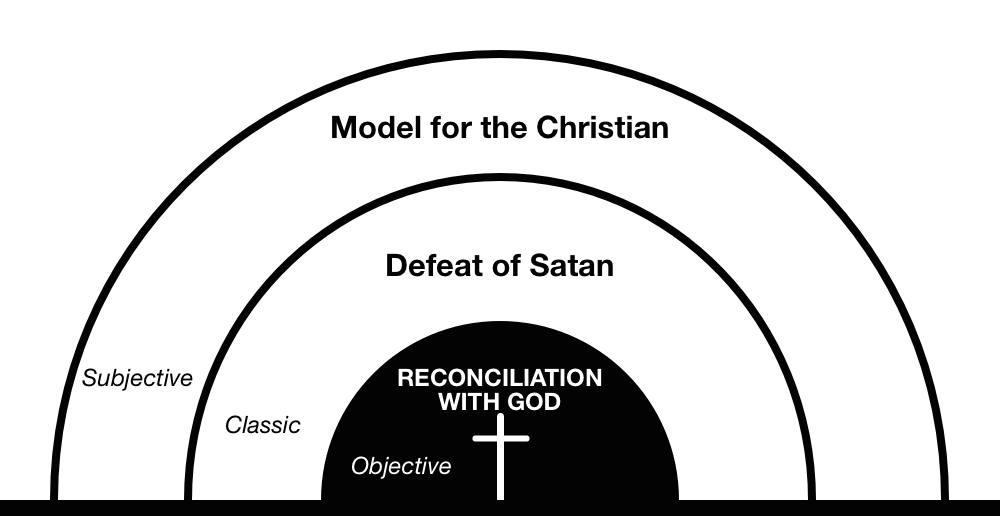 Model for the Christian
Defeat of Satan
Subjective
RECONCILIATION
WITH GOD
Classic
Objective